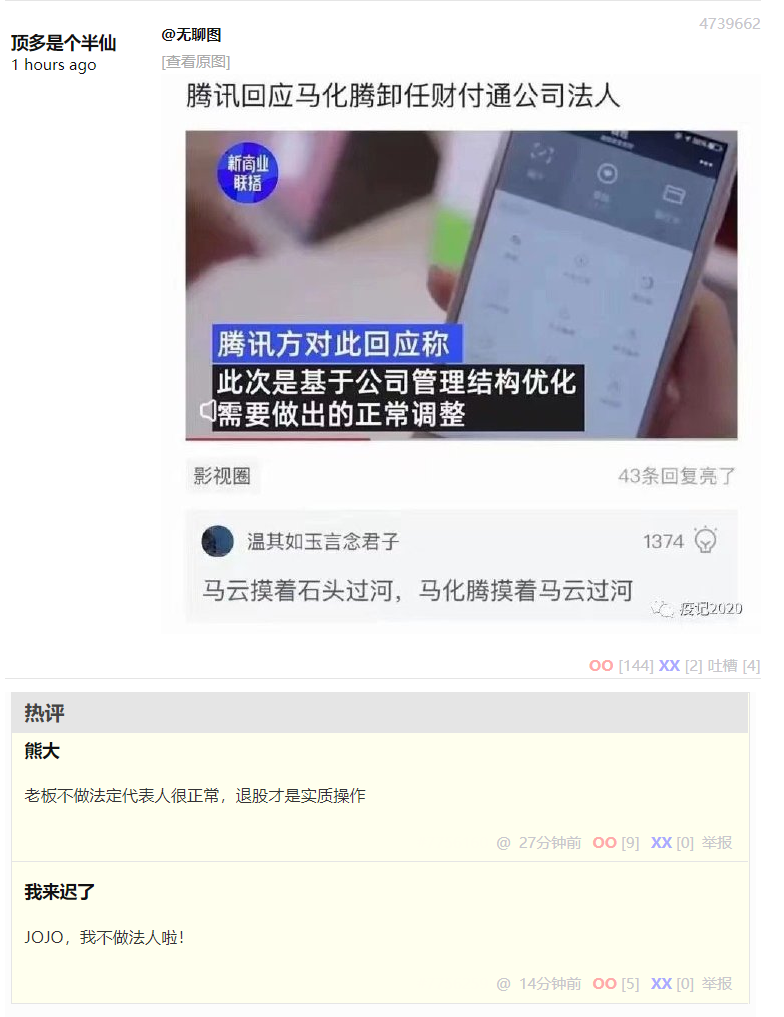 4739662
顶多是个半仙
1 hours ago
@无聊图
[查看原图]
腾讯回应马化腾卸任财付通公司法人
新商业
联播
腾讯方对此回应称
此次是基于公司管理结构优化
需要做出的正常调整
影视圈
43条回复亮了
温其如玉言念君子
1374
马云摸着石头过河，马化腾摸着马云过河
疫记2020
OO [144] XX [2] 吐槽 [4]
热评
熊大
老板不做法定代表人很正常，退股才是实质操作
@ 27分钟前 OO [9] XX [0] 举报
我来迟了
JOJO，我不做法人啦！
@ 14分钟前 OO [5] XX [0] 举报